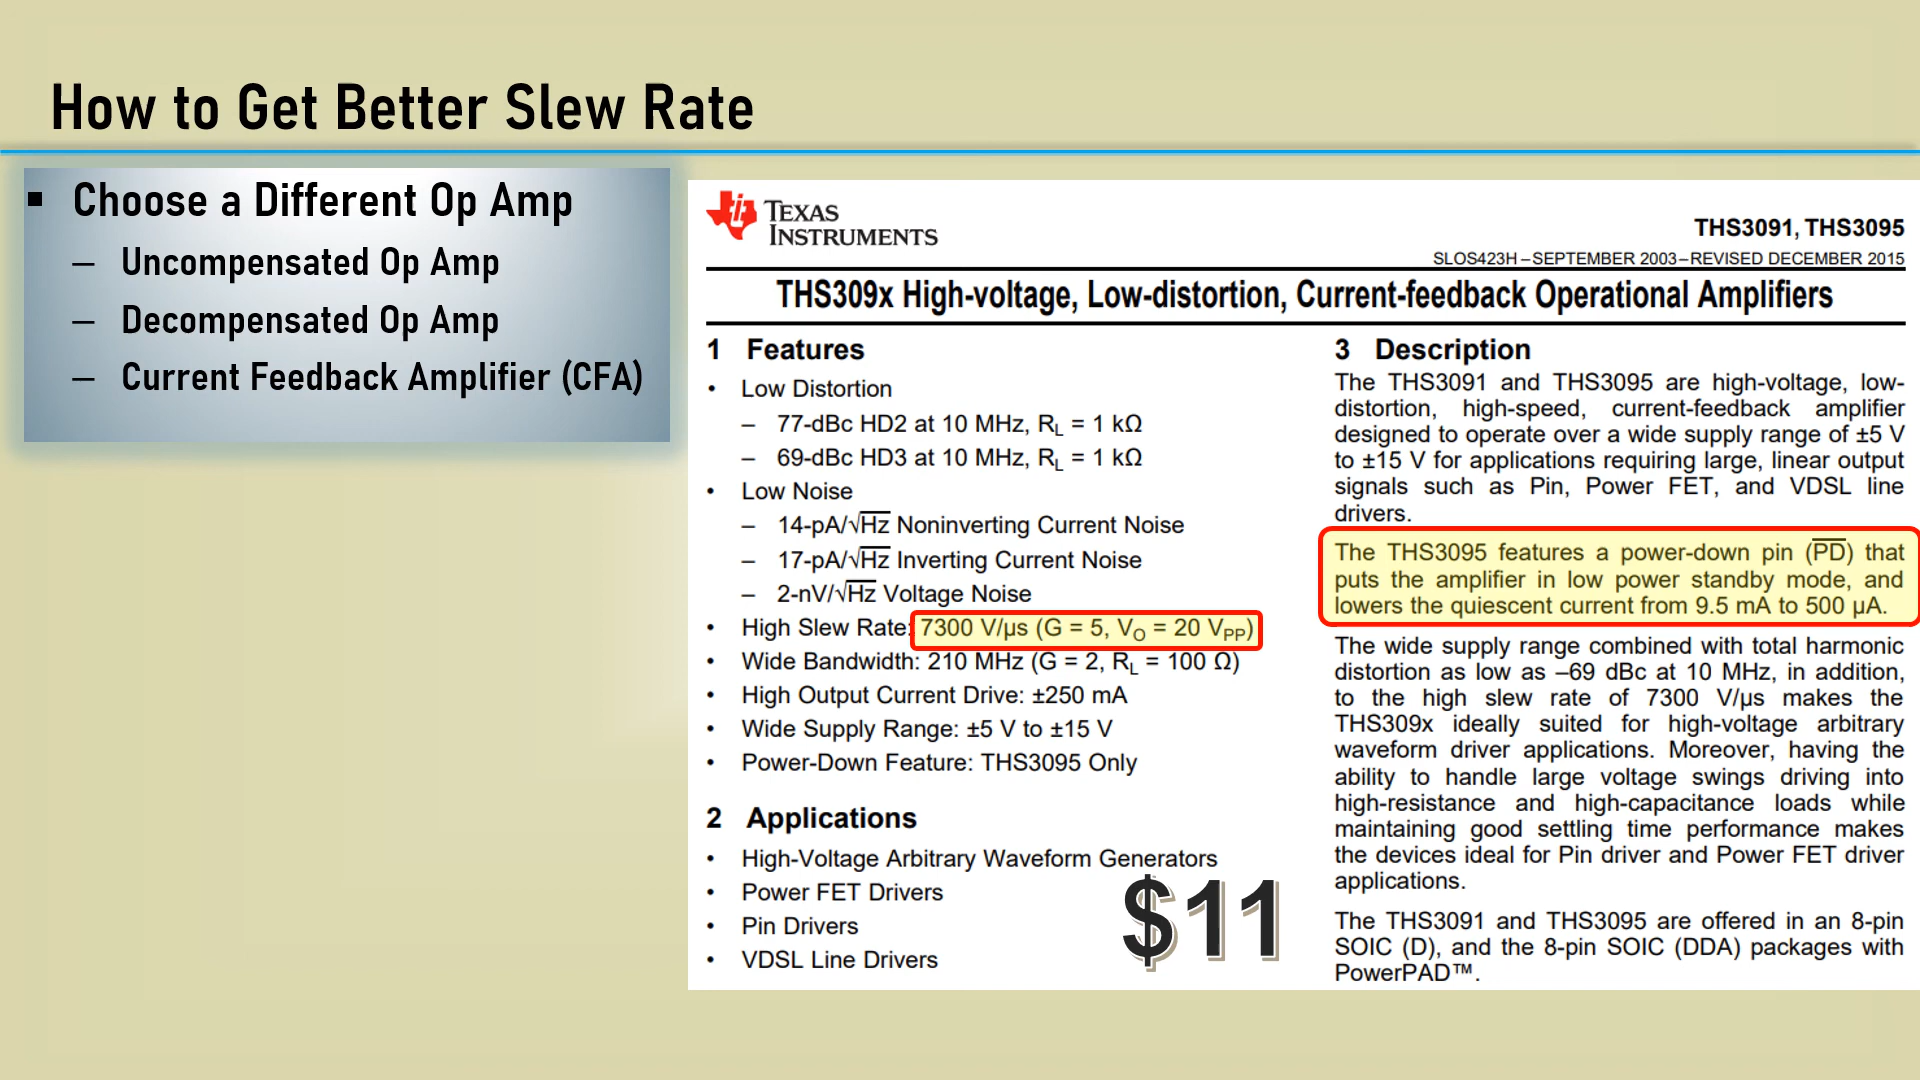 How to Get Better Slew Rate
▪ Choose a Different Op Amp
– Uncompensated Op Amp
– Decompensated Op Amp
– Current Feedback Amplifier (CFA)
TEXAS
INSTRUMENTS
THS3091, THS3095
SLOS423H – SEPTEMBER 2003 – REVISED DECEMBER 2015
THS309x High-voltage, Low-distortion, Current-feedback Operational Amplifiers
1 Features
• Low Distortion
– 77-dBc HD2 at 10 MHz, RL = 1 kΩ
– 69-dBc HD3 at 10 MHz, RL = 1 kΩ
• Low Noise
– 14-pA/√Hz Noninverting Current Noise
– 17-pA/√Hz Inverting Current Noise
– 2-nV/√Hz Voltage Noise
• High Slew Rate: 7300 V/μs (G = 5, VO = 20 VPP)
• Wide Bandwidth: 210 MHz (G = 2, RL = 100 Ω)
• High Output Current Drive: ±250 mA
• Wide Supply Range: ±5 V to ±15 V
• Power-Down Feature: THS3095 Only
2 Applications
• High-Voltage Arbitrary Waveform Generators
• Power FET Drivers
• Pin Drivers
• VDSL Line Drivers
$11
3 Description
The THS3091 and THS3095 are high-voltage, low-
distortion, high-speed, current-feedback amplifier
designed to operate over a wide supply range of ±5 V
to ±15 V for applications requiring large, linear output
signals such as Pin, Power FET, and VDSL line
drivers.
The THS3095 features a power-down pin (PD) that
puts the amplifier in low power standby mode, and
lowers the quiescent current from 9.5 mA to 500 μA.
The wide supply range combined with total harmonic
distortion as low as –69 dBc at 10 MHz, in addition,
to the high slew rate of 7300 V/μs makes the
THS309x ideally suited for high-voltage arbitrary
waveform driver applications. Moreover, having the
ability to handle large voltage swings driving into
high-resistance and high-capacitance loads while
maintaining good settling time performance makes
the devices ideal for Pin driver and Power FET driver
applications.
The THS3091 and THS3095 are offered in an 8-pin
SOIC (D), and the 8-pin SOIC (DDA) packages with
PowerPAD™.